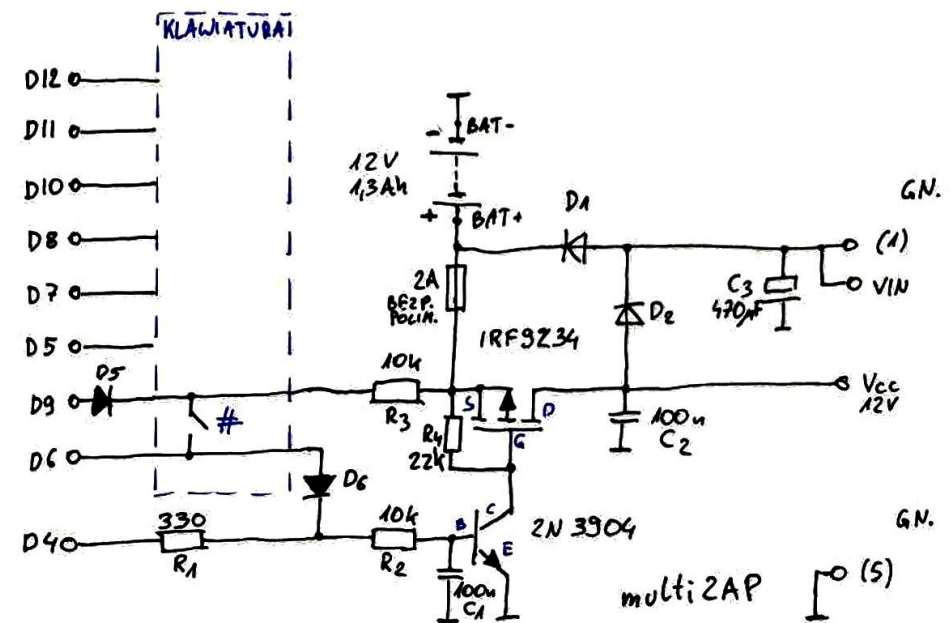 KLAWIATURA
D12
D11
D10
D8
D7
D5
D9
D5
D6
#
D6
D4
330
R1
10k
R2
10k
R3
R4
22k
100n
C1
BAT-
-
12V
1,3Ah
+
BAT+
2A
BEZP.
POLIM.
IRF9234
S
D
G
B
C
E
2N3904
D1
D2
C3
470µF
100n
C2
GN.
(1)
VIN
Vcc
12V
GN.
(5)
multi2AP